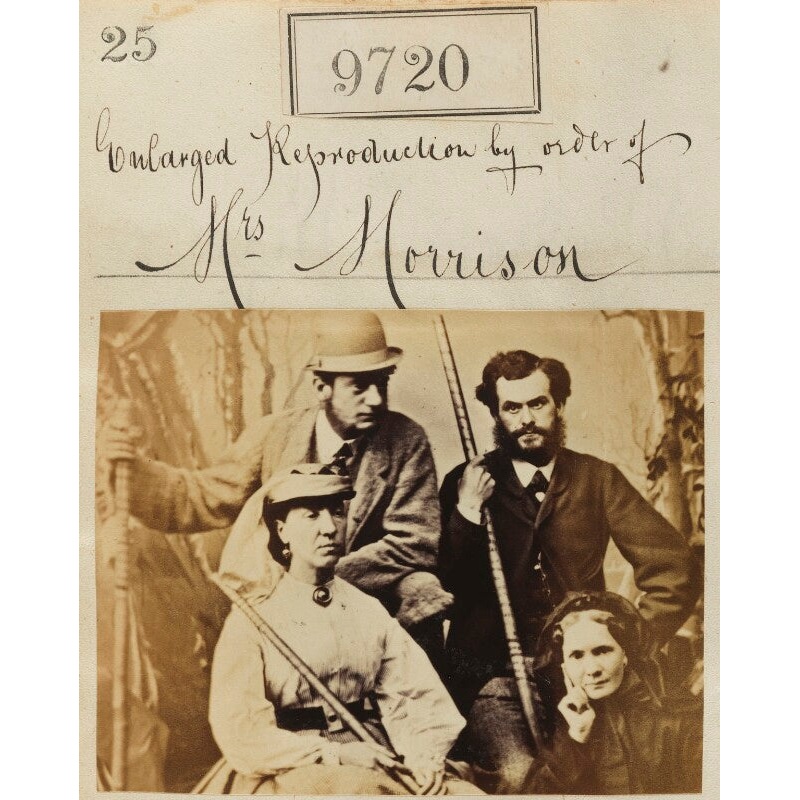 25
9720
Enlarged Reproduction by order of
Mrs Morrison